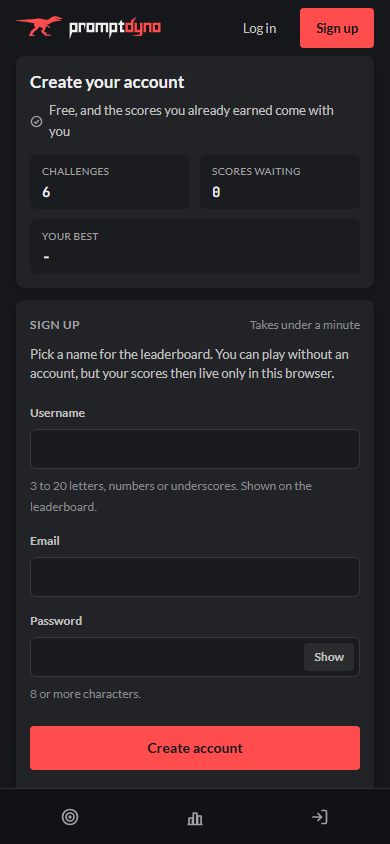 promptdyno
Log in
Sign up
Create your account
Free, and the scores you already earned come with
you
CHALLENGES
6
SCORES WAITING
0
YOUR BEST
-
SIGN UP
Takes under a minute
Pick a name for the leaderboard. You can play without an
account, but your scores then live only in this browser.
Username
3 to 20 letters, numbers or underscores. Shown on the
leaderboard.
Email
Password
Show
8 or more characters.
Create account